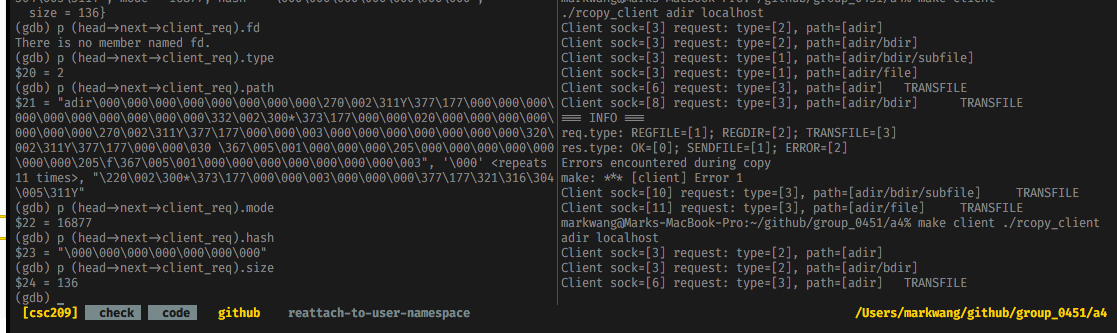 size = 136}
(gdb) p (head→next→client_req).fd
There is no member named fd.
(gdb) p (head→next→client_req).type
$20 = 2
(gdb) p (head→next→client_req).path
$21 = "adir\000\000\000\000\000\000\000\000\270\002\311Y\377\177\000\000\000\
000\000\000\000\000\000\000\000\332\002\300*\373\177\000\000\020\000\000\000\000\
000\000\000\270\002\311Y\377\177\000\000\003\000\000\000\000\000\000\000\320\
002\311Y\377\177\000\000\030 \367\005\001\000\000\000\205\000\000\000\000\000
\000\000\205\f\367\005\001\000\000\000\000\000\000\000\003", '\000' <repeats
11 times>, "\220\002\300*\373\177\000\000\003\000\000\000\377\177\321\316\304
\005\311Y"
(gdb) p (head→next→client_req).mode
$22 = 16877
(gdb) p (head→next→client_req).hash
$23 = "\000\000\000\000\000\000\000"
(gdb) p (head→next→client_req).size
$24 = 136
(gdb) _
./rcopy_client adir localhost
Client sock=[3] request: type=[2], path=[adir]
Client sock=[3] request: type=[2], path=[adir/bdir]
Client sock=[3] request: type=[1], path=[adir/bdir/subfile]
Client sock=[3] request: type=[1], path=[adir/file]
Client sock=[6] request: type=[3], path=[adir] TRANSFILE
Client sock=[8] request: type=[3], path=[adir/bdir] TRANSFILE
=== INFO ===
req.type: REGFILE=[1]; REGDIR=[2]; TRANSFILE=[3]
res.type: OK=[0]; SENDFILE=[1]; ERROR=[2]
Errors encountered during copy
make: *** [client] Error 1
Client sock=[10] request: type=[3], path=[adir/bdir/subfile] TRANSFILE
Client sock=[11] request: type=[3], path=[adir/file] TRANSFILE
markwang@Marks-MacBook-Pro:~/github/group_0451/a4% make client ./rcopy_client
adir localhost
Client sock=[3] request: type=[2], path=[adir]
Client sock=[3] request: type=[2], path=[adir/bdir]
Client sock=[6] request: type=[3], path=[adir] TRANSFILE
[csc209] check code github reattach-to-user-namespace /Users/markwang/github/group_0451/a4